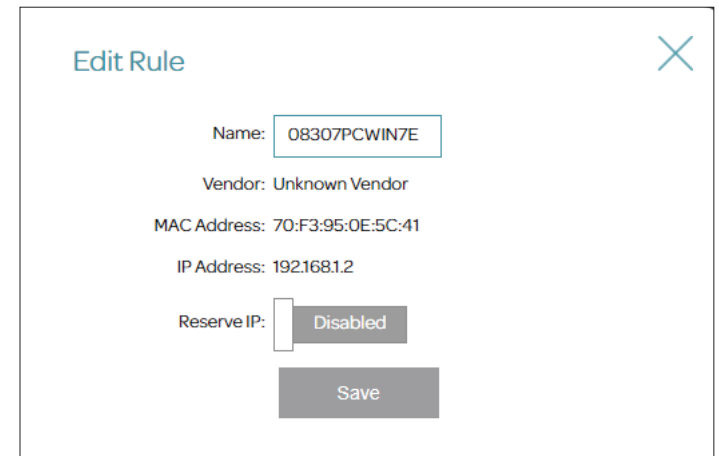 Edit Rule
Name: 08307PCWIN7E
Vendor: Unknown Vendor
MAC Address: 70:F3:95:0E:5C:41
IP Address: 192.168.1.2
Reserve IP: Disabled
Save